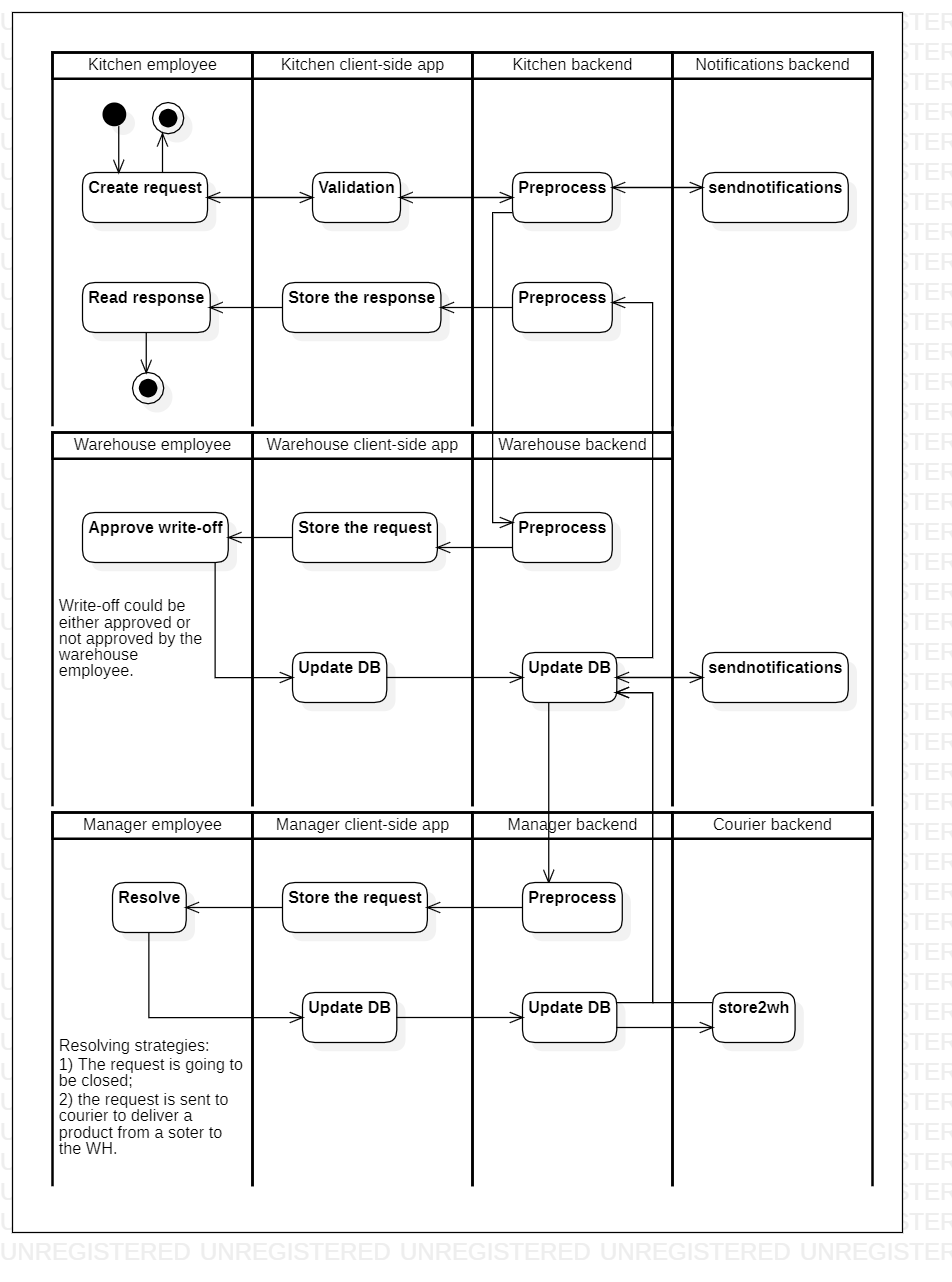 Kitchen employee
Kitchen client-side app
Kitchen backend
Notifications backend
Create request
Validation
Preprocess
sendnotifications
Read response
Store the response
Preprocess
Warehouse employee
Warehouse client-side app
Warehouse backend
Approve write-off
Store the request
Preprocess
Write-off could be
either approved or
not approved by the
warehouse
employee.
Update DB
Update DB
sendnotifications
Manager employee
Manager client-side app
Manager backend
Courier backend
Resolve
Store the request
Preprocess
Update DB
Update DB
store2wh
Resolving strategies:
1) The request is going to
be closed;
2) the request is sent to
courier to deliver a
product from a soter to
the WH.
UNREGISTERED UNREGISTERED UNREGISTERED UNREGISTERED UNREGISTERED